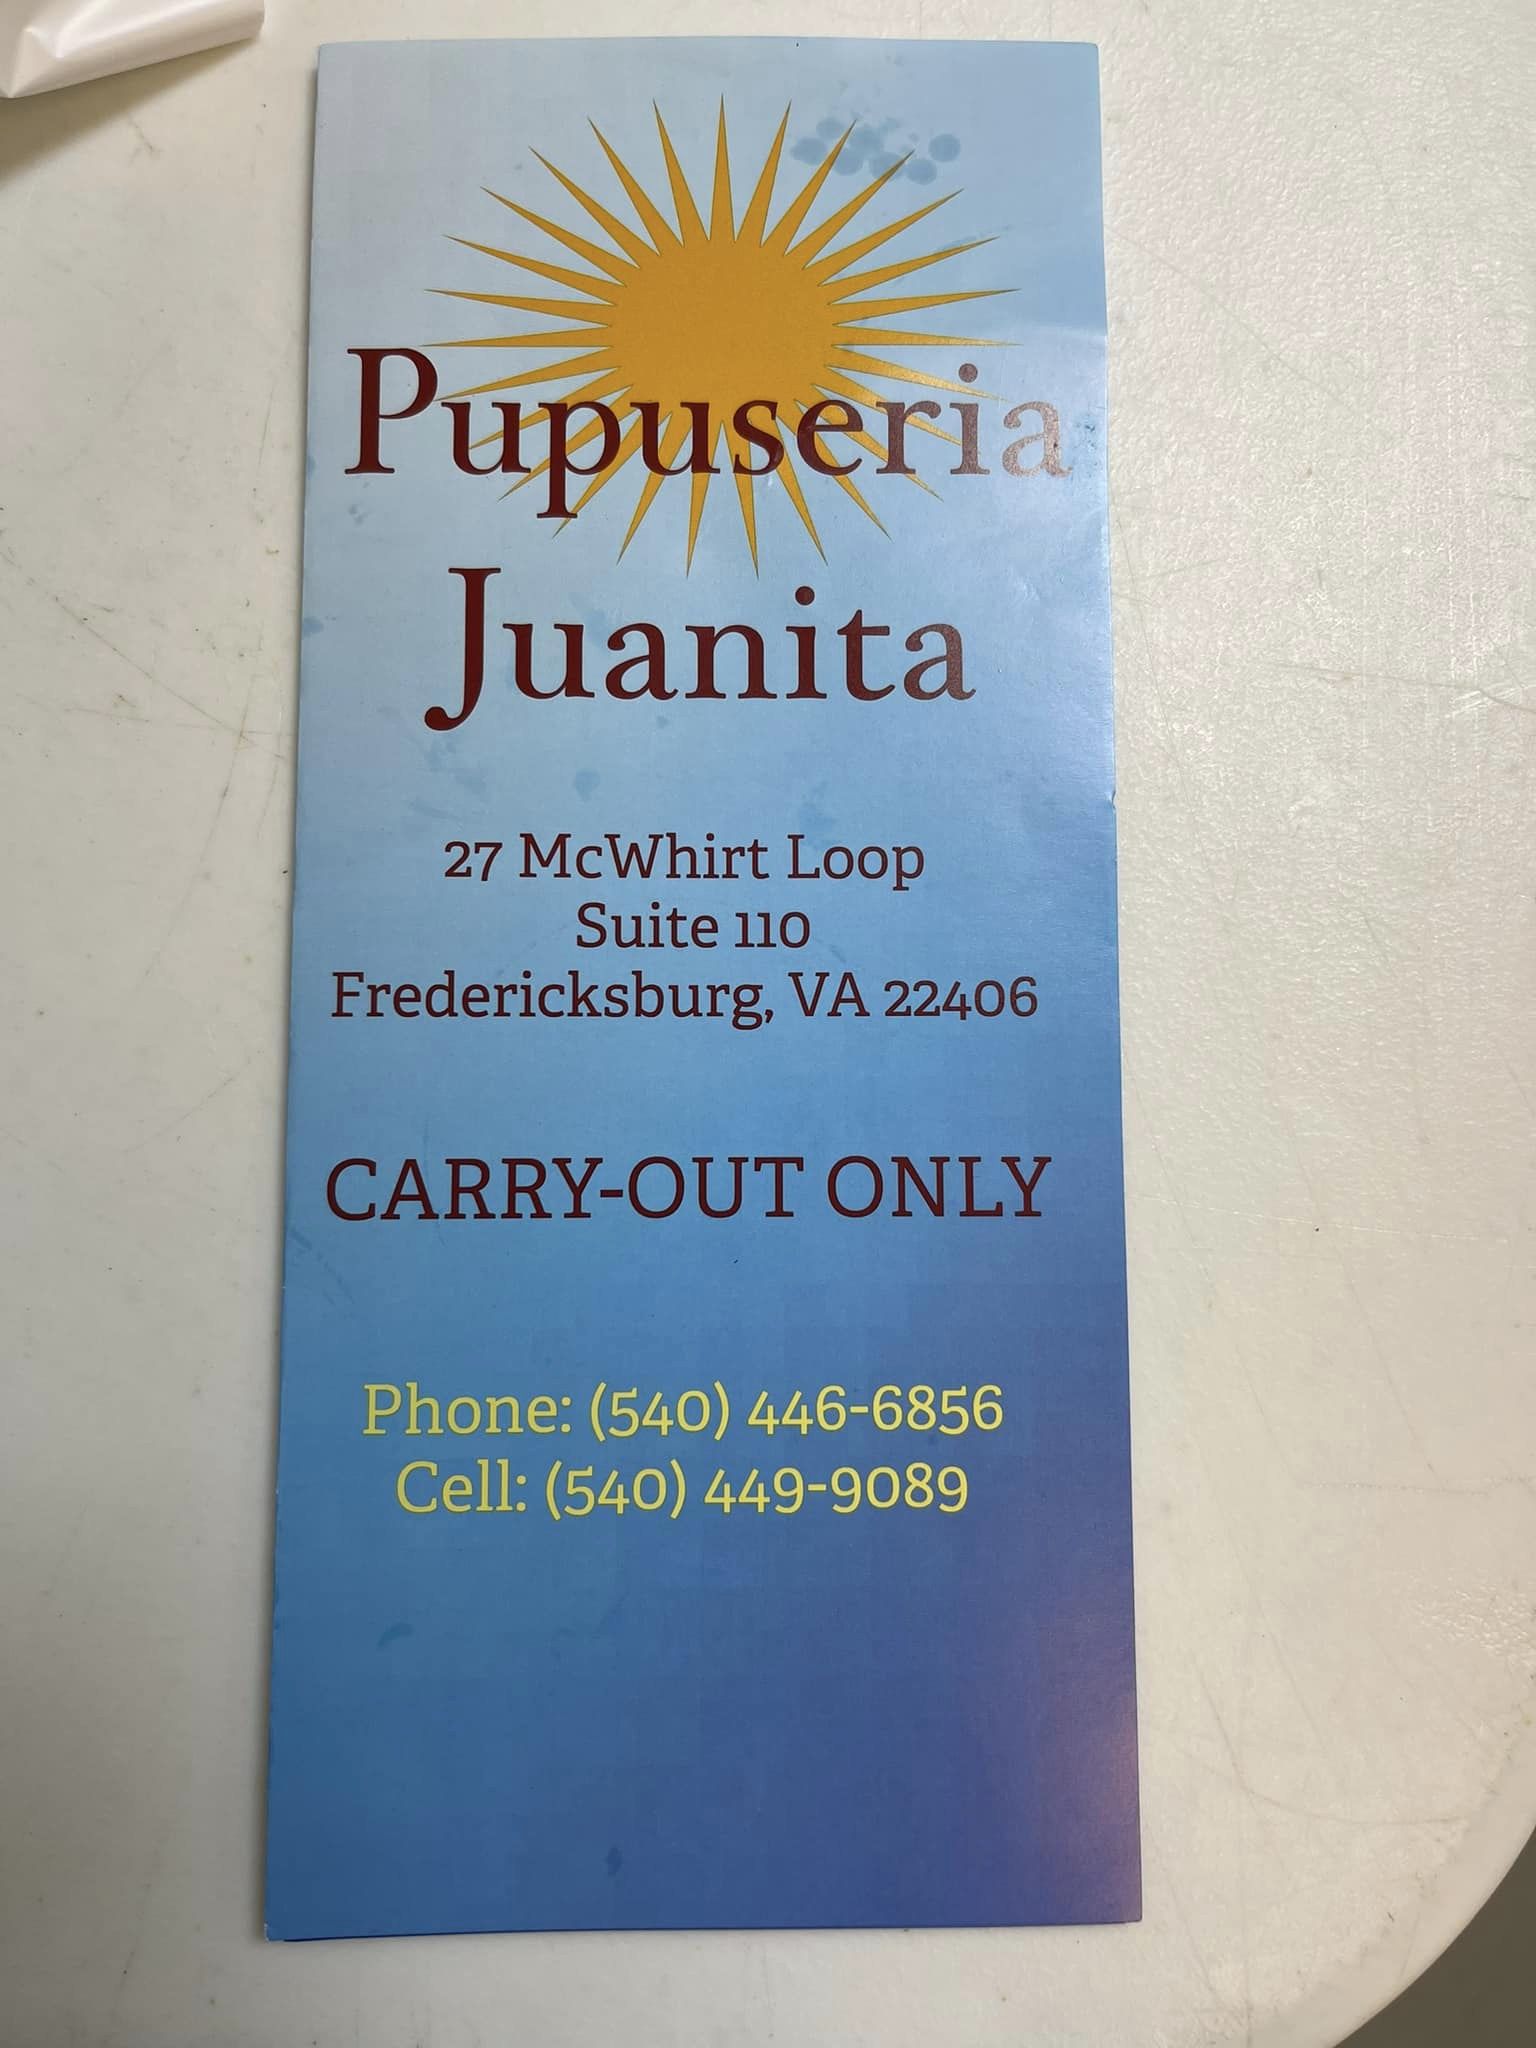 Pupuseria
Juanita
27 McWhirt Loop
Suite 110
Fredericksburg, VA 22406
CARRY-OUT ONLY
Phone: (540) 446-6856
Cell: (540) 449-9089